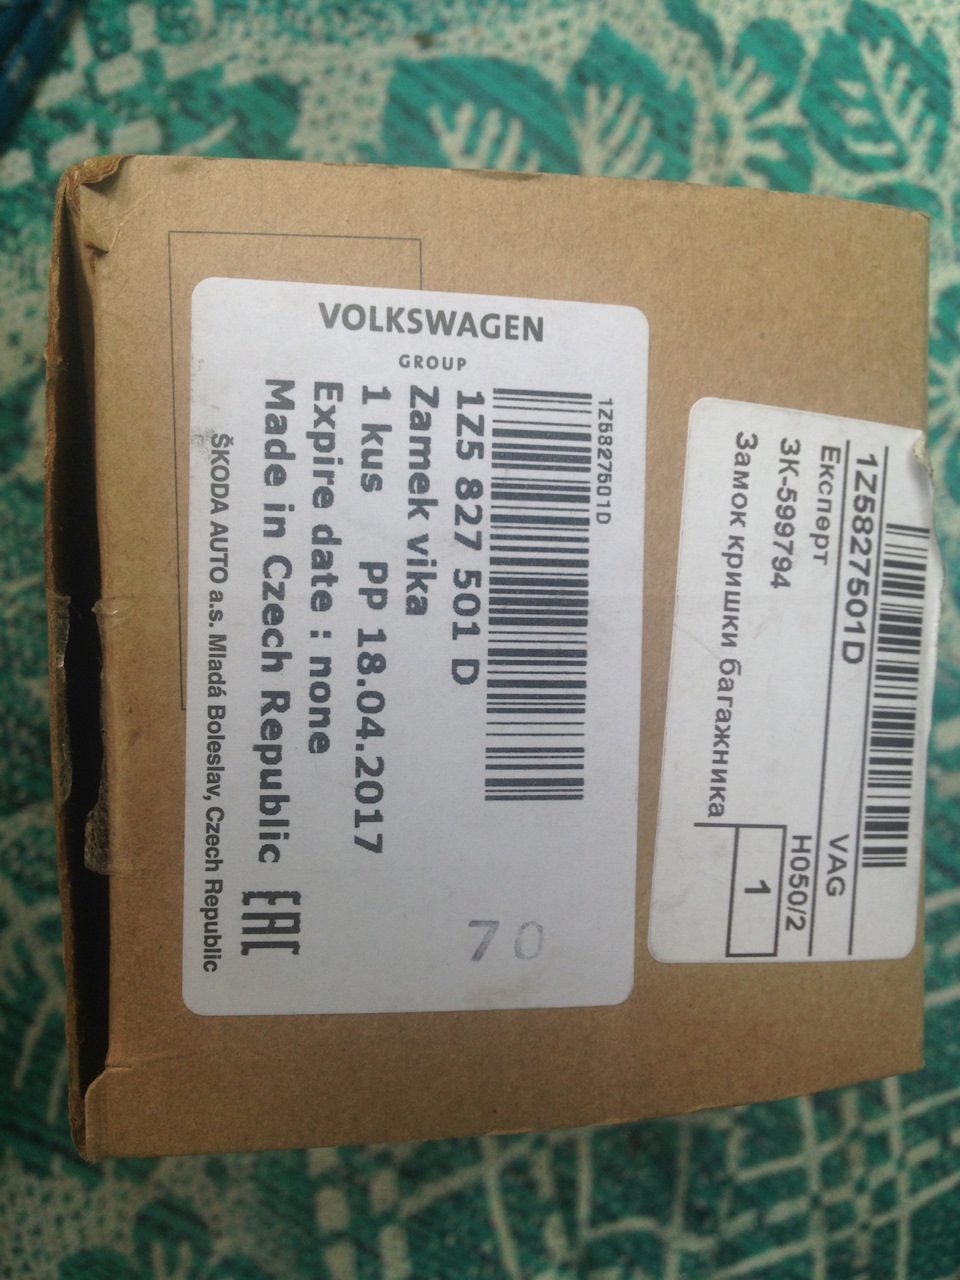 1Z5827501D
VAG
Експерт
H050/2
ЗК-599794
Замок кришки багажника
1
VOLKSWAGEN
GROUP
1Z5827501D
1Z5 827 501 D
Zamek vika
1 kus PP 18.04.2017
Expire date : none
Made in Czech Republic EAC
ŠKODA AUTO a.s. Mladá Boleslav, Czech Republic
70